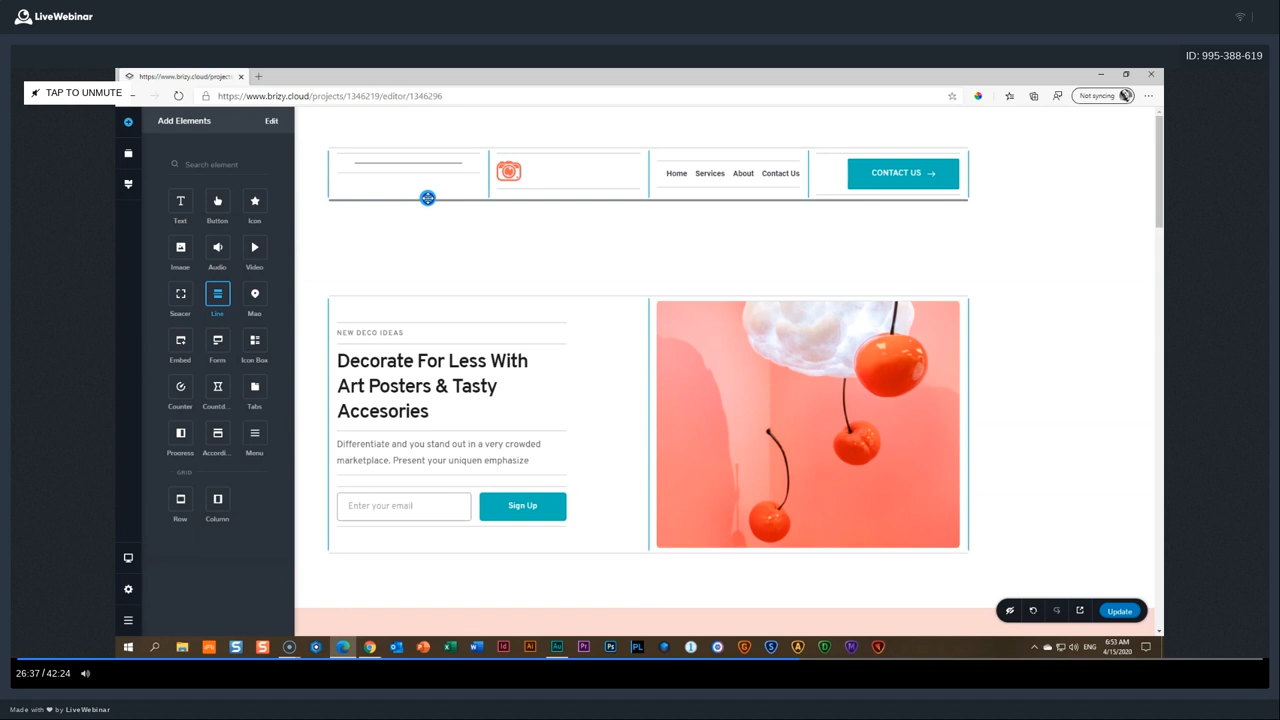 LiveWebinar
ID: 995-388-619
https://www.brizy.cloud/project:
TAP TO UNMUTE
https://www.brizy.cloud/projects/1346219/editor/1346296
Not syncing
Add Elements
Edit
Search element
Text
Button
Icon
Image
Audio
Video
Spacer
Line
Map
Embed
Form
Icon Box
Counter
Countd...
Tabs
Progress
Accordi...
Menu
GRID
Row
Column
Home
Services
About
Contact Us
CONTACT US
NEW DECO IDEAS
Decorate For Less With
Art Posters & Tasty
Accesories
Differentiate and you stand out in a very crowded
marketplace. Present your uniquen emphasize
Enter your email
Sign Up
Update
ENG
6:53 AM
4/15/2020
26:37 / 42:24
Made with ❤ by LiveWebinar